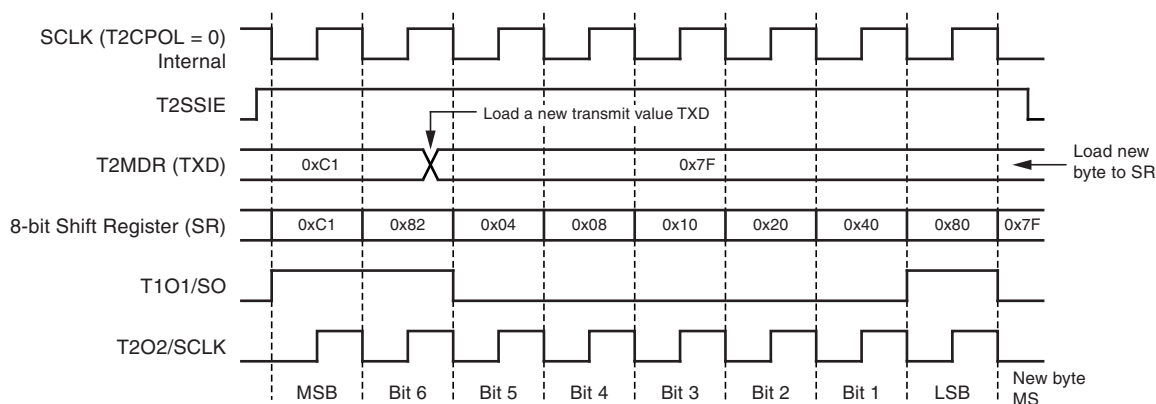 SCLK (T2CPOL = 0)
Internal
T2SSIE
Load a new transmit value TXD
T2MDR (TXD)
0xC1
0x7F
Load new
byte to SR
8-bit Shift Register (SR)
0xC1 0x82 0x04 0x08 0x10 0x20 0x40 0x80 0x7F
T1O1/SO
T2O2/SCLK
MSB Bit 6 Bit 5 Bit 4 Bit 3 Bit 2 Bit 1 LSB
New byte
MS